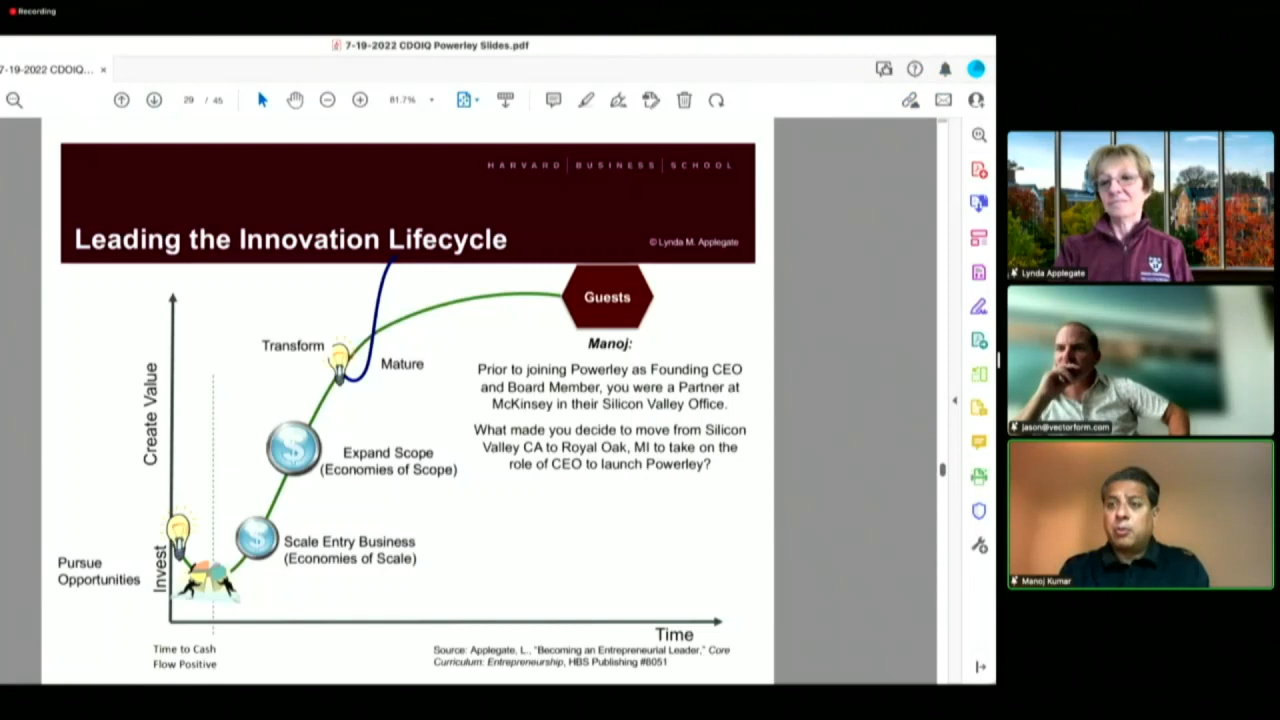 Recording
7-19-2022 CDOIQ Powerley Slides.pdf
7-19-2022 CDOIQ... ×
29 / 45
81.7%
HARVARD | BUSINESS | SCHOOL
Leading the Innovation Lifecycle
© Lynda M. Applegate
Guests
Transform
Mature
Manoj:
Prior to joining Powerley as Founding CEO
and Board Member, you were a Partner at
McKinsey in their Silicon Valley Office.
What made you decide to move from Silicon
Valley CA to Royal Oak, MI to take on the
role of CEO to launch Powerley?
Create Value
Expand Scope
(Economies of Scope)
$
$
Scale Entry Business
(Economies of Scale)
Pursue
Opportunities
Invest
Time
Time to Cash
Flow Positive
Source: Applegate, L., "Becoming an Entrepreneurial Leader," Core
Curriculum: Entrepreneurship, HBS Publishing #8051
Lynda Applegate
jason@vectorform.com
Manoj Kumar